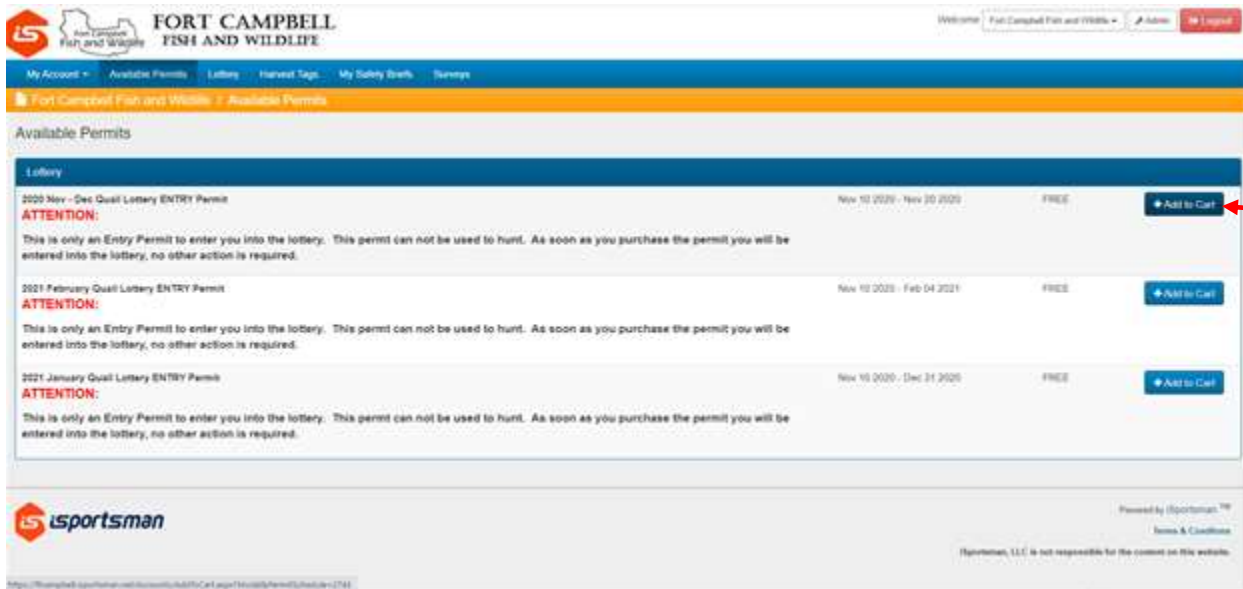 Fort Campbell
Fish and Wildlife
FORT CAMPBELL
FISH AND WILDLIFE
Welcome Fort Campbell Fish and Wildlife Admin Logout
My Account Available Permits Lottery Harvest Tags My Safety Briefs Surveys
Fort Campbell Fish and Wildlife / Available Permits
Available Permits
Lottery
2020 Nov - Dec Quail Lottery ENTRY Permit Nov 10 2020 - Nov 20 2020 FREE Add to Cart
ATTENTION:
This is only an Entry Permit to enter you into the lottery. This permt can not be used to hunt. As soon as you purchase the permit you will be
entered into the lottery, no other action is required.
2021 February Quail Lottery ENTRY Permit Nov 10 2020 - Feb 04 2021 FREE Add to Cart
ATTENTION:
This is only an Entry Permit to enter you into the lottery. This permt can not be used to hunt. As soon as you purchase the permit you will be
entered into the lottery, no other action is required.
2021 January Quail Lottery ENTRY Permit Nov 10 2020 - Dec 31 2020 FREE Add to Cart
ATTENTION:
This is only an Entry Permit to enter you into the lottery. This permt can not be used to hunt. As soon as you purchase the permit you will be
entered into the lottery, no other action is required.
isportsman
Powered by iSportsman TM
Terms & Conditions
iSportsman, LLC is not responsible for the content on this website.